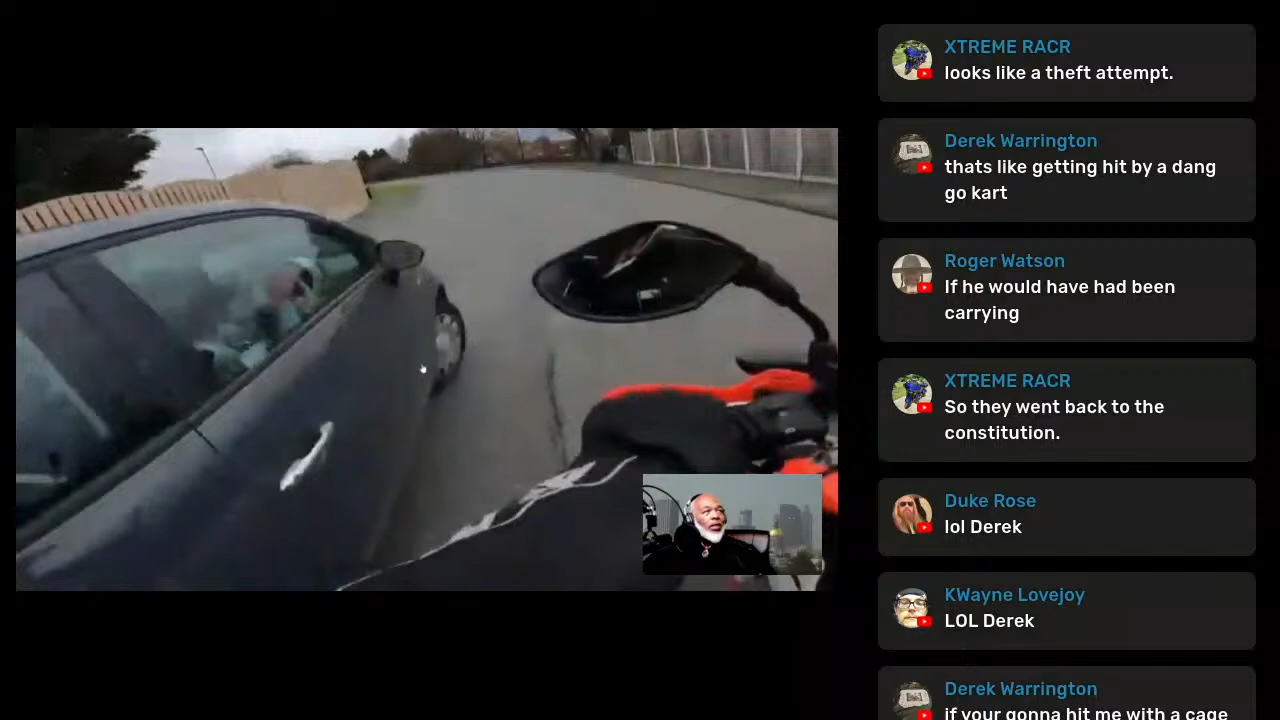 XTREME RACR
looks like a theft attempt.
Derek Warrington
thats like getting hit by a dang
go kart
Roger Watson
If he would have had been
carrying
XTREME RACR
So they went back to the
constitution.
Duke Rose
lol Derek
KWayne Lovejoy
LOL Derek
Derek Warrington
if your gonna hit me with a cage